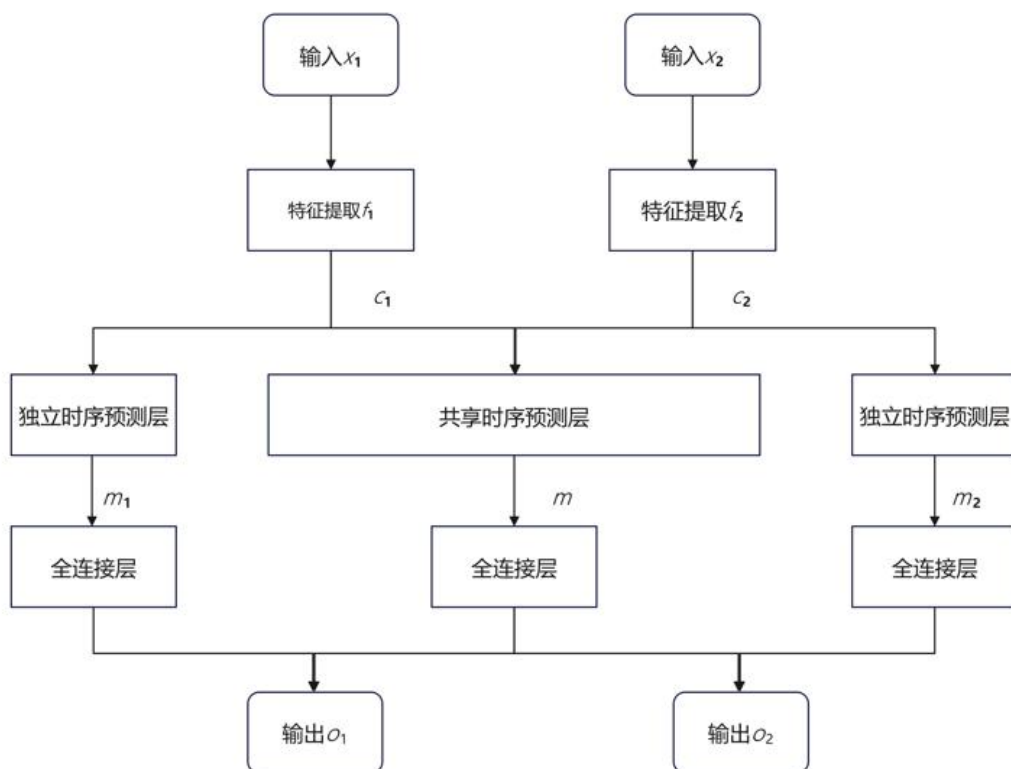 输入x₁
输入x₂
特征提取f₁
特征提取f₂
c₁
c₂
独立时序预测层
共享时序预测层
独立时序预测层
m₁
m
m₂
全连接层
全连接层
全连接层
输出o₁
输出o₂